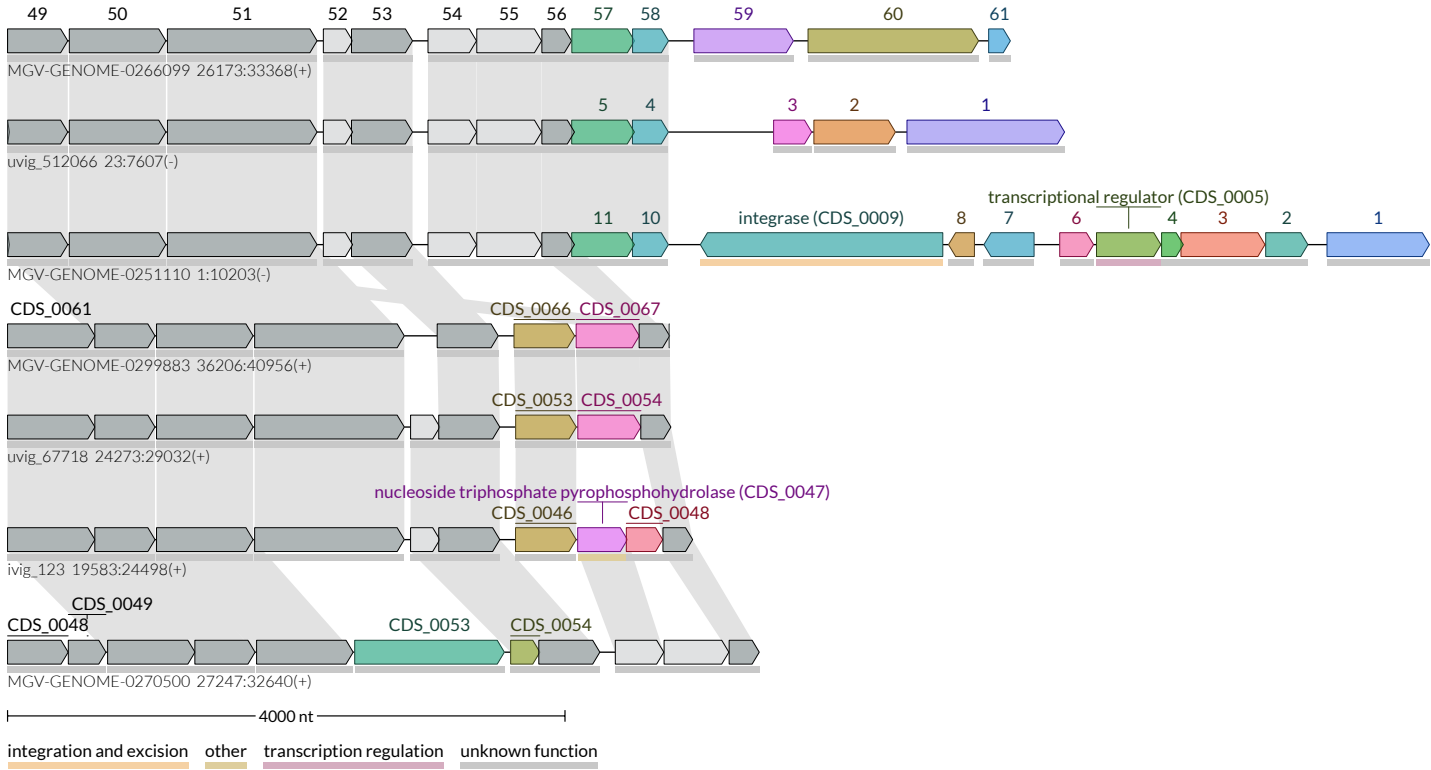 49 50 51 52 53 54 55 56 57 58 59 60 61
MGV-GENOME-0266099 26173:33368(+)
5 4 3 2 1
uvig_512066 23:7607(-)
transcriptional regulator (CDS_0005)
11 10 integrase (CDS_0009) 8 7 6 4 3 2 1
MGV-GENOME-0251110 1:10203(-)
CDS_0061 CDS_0066 CDS_0067
MGV-GENOME-0299883 36206:40956(+)
CDS_0053 CDS_0054
uvig_67718 24273:29032(+)
nucleoside triphosphate pyrophosphohydrolase (CDS_0047)
CDS_0046 CDS_0048
ivig_123 19583:24498(+)
CDS_0049
CDS_0048 CDS_0053 CDS_0054
MGV-GENOME-0270500 27247:32640(+)
4000 nt
integration and excision other transcription regulation unknown function